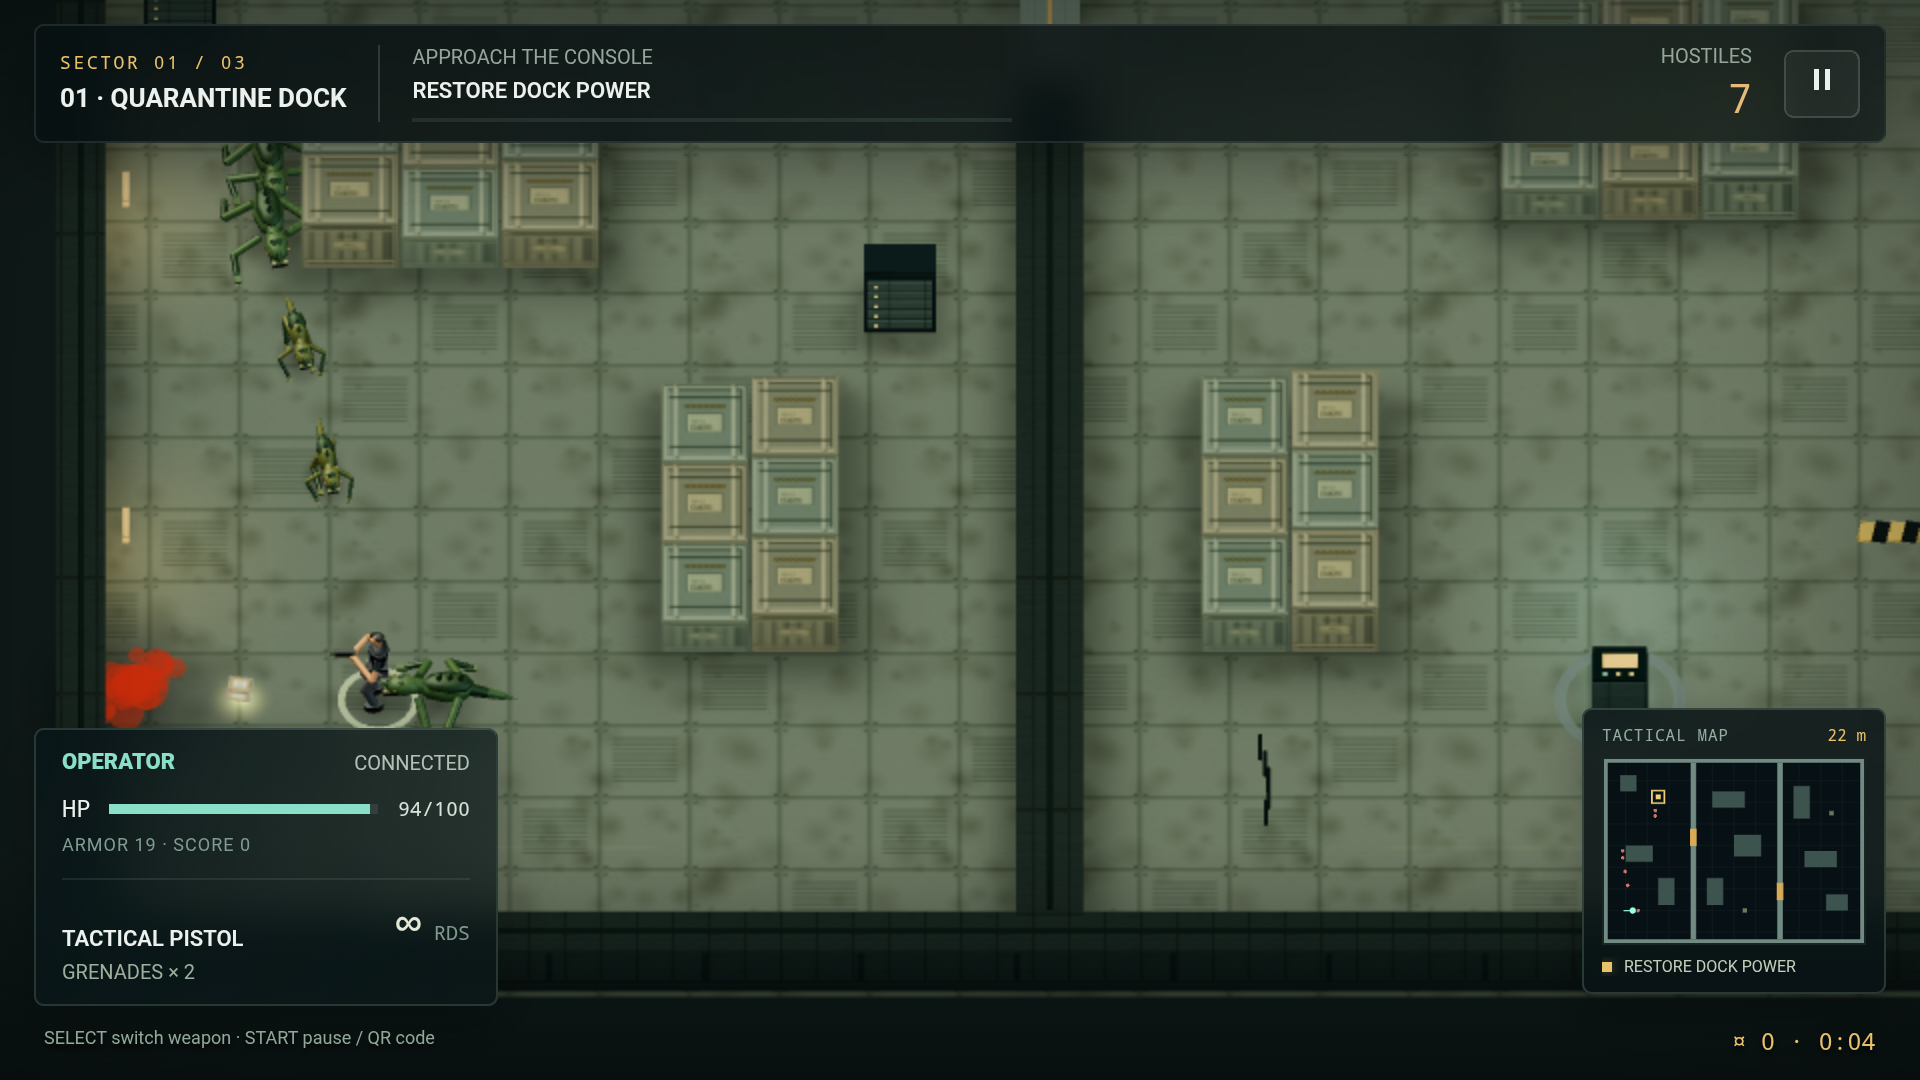 SECTOR 01 / 03
01 · QUARANTINE DOCK
APPROACH THE CONSOLE
RESTORE DOCK POWER
HOSTILES
7
OPERATOR
CONNECTED
HP
94/100
ARMOR 19 · SCORE 0
TACTICAL PISTOL
∞ RDS
GRENADES × 2
TACTICAL MAP
22 m
RESTORE DOCK POWER
SELECT switch weapon · START pause / QR code
¤ 0 · 0:04